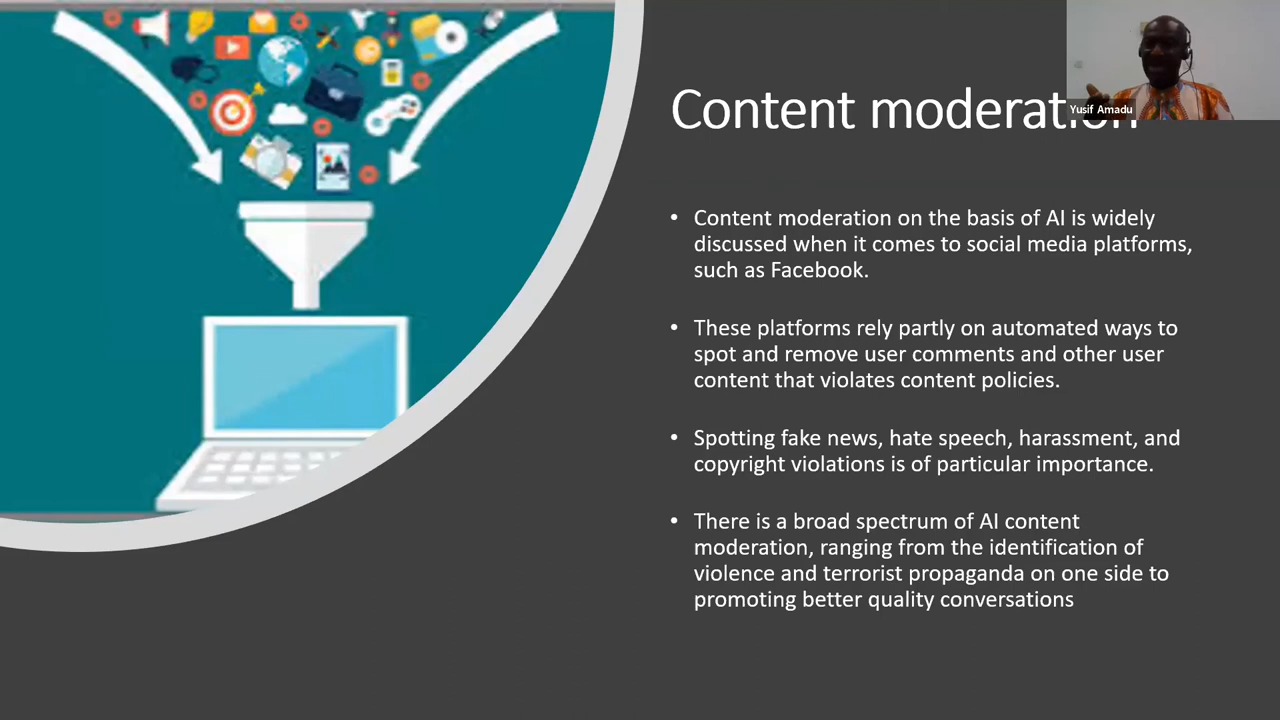 Content moderation
Yusif Amadu
• Content moderation on the basis of AI is widely
discussed when it comes to social media platforms,
such as Facebook.
• These platforms rely partly on automated ways to
spot and remove user comments and other user
content that violates content policies.
• Spotting fake news, hate speech, harassment, and
copyright violations is of particular importance.
• There is a broad spectrum of AI content
moderation, ranging from the identification of
violence and terrorist propaganda on one side to
promoting better quality conversations